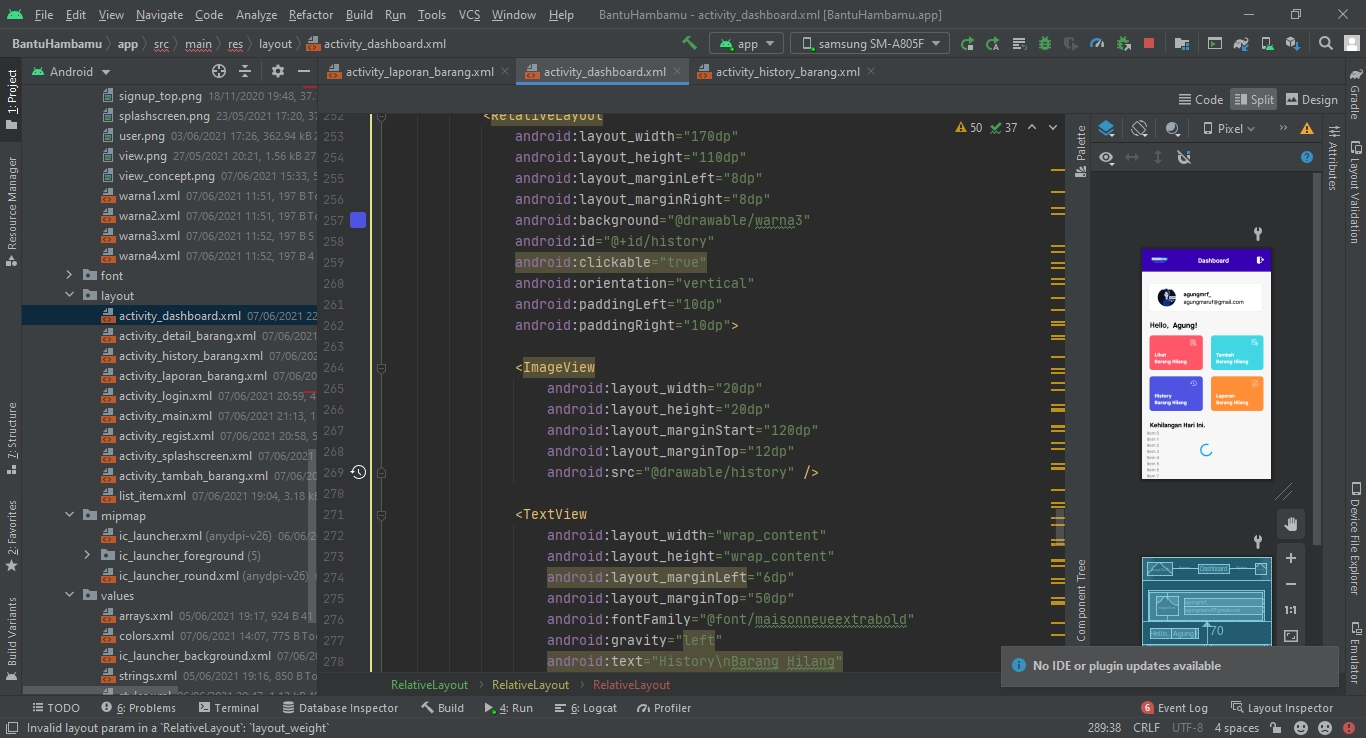 File Edit View Navigate Code Analyze Refactor Build Run Tools VCS Window Help BantuHambamu - activity_dashboard.xml [BantuHambamu.app]
BantuHambamu app src main res layout activity_dashboard.xml app samsung SM-A805F
1: Project
Resource Manager
Z: Structure
2: Favorites
Build Variants
Android
signup_top.png 18/11/2020 19:48, 37.
splashscreen.png 23/05/2021 17:20, 37
user.png 03/06/2021 17:26, 362.94 kB
view.png 27/05/2021 20:21, 1.56 kB 27
view_concept.png 07/06/2021 15:33, 5
warna1.xml 07/06/2021 11:51, 197 B To
warna2.xml 07/06/2021 11:51, 197 B To
warna3.xml 07/06/2021 11:52, 197 B 5
warna4.xml 07/06/2021 11:52, 197 B 4
font
layout
activity_dashboard.xml 07/06/2021 22
activity_detail_barang.xml 07/06/2021
activity_history_barang.xml 07/06/202
activity_laporan_barang.xml 07/06/20
activity_login.xml 07/06/2021 20:59, 4
activity_main.xml 07/06/2021 21:13, 1
activity_regist.xml 07/06/2021 20:58, 5
activity_splashscreen.xml 07/06/2021
activity_tambah_barang.xml 07/06/20
list_item.xml 07/06/2021 19:04, 3.18 k
mipmap
ic_launcher.xml (anydpi-v26) 06/06/2
ic_launcher_foreground (5)
ic_launcher_round.xml (anydpi-v26)
values
arrays.xml 05/06/2021 19:17, 924 B 41
colors.xml 07/06/2021 14:07, 775 B To
ic_launcher_background.xml 07/06/20
strings.xml 05/06/2021 19:16, 850 B T
activity_laporan_barang.xml activity_dashboard.xml activity_history_barang.xml
Code Split Design
50 37
252 <RelativeLayout
253 android:layout_width="170dp"
254 android:layout_height="110dp"
255 android:layout_marginLeft="8dp"
256 android:layout_marginRight="8dp"
257 android:background="@drawable/warna3"
258 android:id="@+id/history"
259 android:clickable="true"
260 android:orientation="vertical"
261 android:paddingLeft="10dp"
262 android:paddingRight="10dp">
263
264 <ImageView
265 android:layout_width="20dp"
266 android:layout_height="20dp"
267 android:layout_marginStart="120dp"
268 android:layout_marginTop="12dp"
269 android:src="@drawable/history" />
270
271 <TextView
272 android:layout_width="wrap_content"
273 android:layout_height="wrap_content"
274 android:layout_marginLeft="6dp"
275 android:layout_marginTop="50dp"
276 android:fontFamily="@font/maisonneueextrabold"
277 android:gravity="left"
278 android:text="History\nBarang Hilang"
RelativeLayout RelativeLayout RelativeLayout
Palette
Component Tree
Pixel
Dashboard
agungmrf_
agungmaruf@gmail.com
Hello, Agung!
Lihat
Barang Hilang
Tambah
Barang Hilang
History
Barang Hilang
Laporan
Barang Hilang
Kehilangan Hari Ini.
Item 0
Item 1
Item 2
Item 3
Item 4
Item 5
Item 6
Item 7
Dashboard
Hello, Agung!
70
1:1
No IDE or plugin updates available
Attributes
Gradle
Layout Validation
Device File Explorer
Emulator
TODO 6: Problems Terminal Database Inspector Build 4: Run 6: Logcat Profiler 6 Event Log Layout Inspector
Invalid layout param in a `RelativeLayout`: `layout_weight` 289:38 CRLF UTF-8 4 spaces